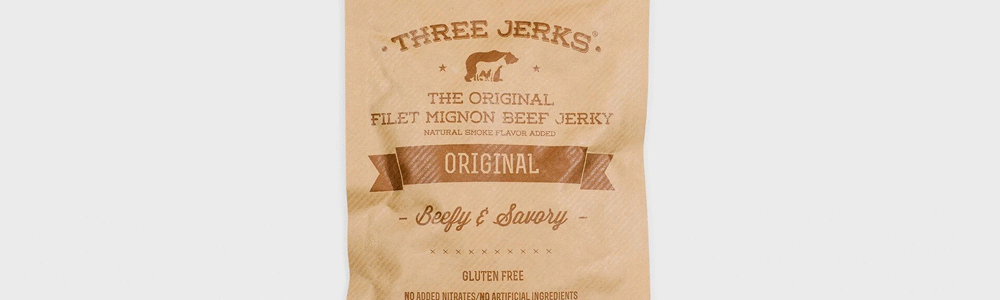 · THREE JERKS® ·
THE ORIGINAL
FILET MIGNON BEEF JERKY
NATURAL SMOKE FLAVOR ADDED
ORIGINAL
– Beefy & Savory –
GLUTEN FREE
NO ADDED NITRATES/NO ARTIFICIAL INGREDIENTS